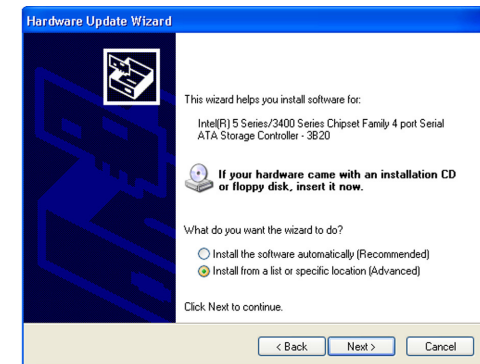 Hardware Update Wizard
This wizard helps you install software for:
Intel(R) 5 Series/3400 Series Chipset Family 4 port Serial
ATA Storage Controller - 3B20
If your hardware came with an installation CD
or floppy disk, insert it now.
What do you want the wizard to do?
Install the software automatically (Recommended)
Install from a list or specific location (Advanced)
Click Next to continue.
< Back Next > Cancel